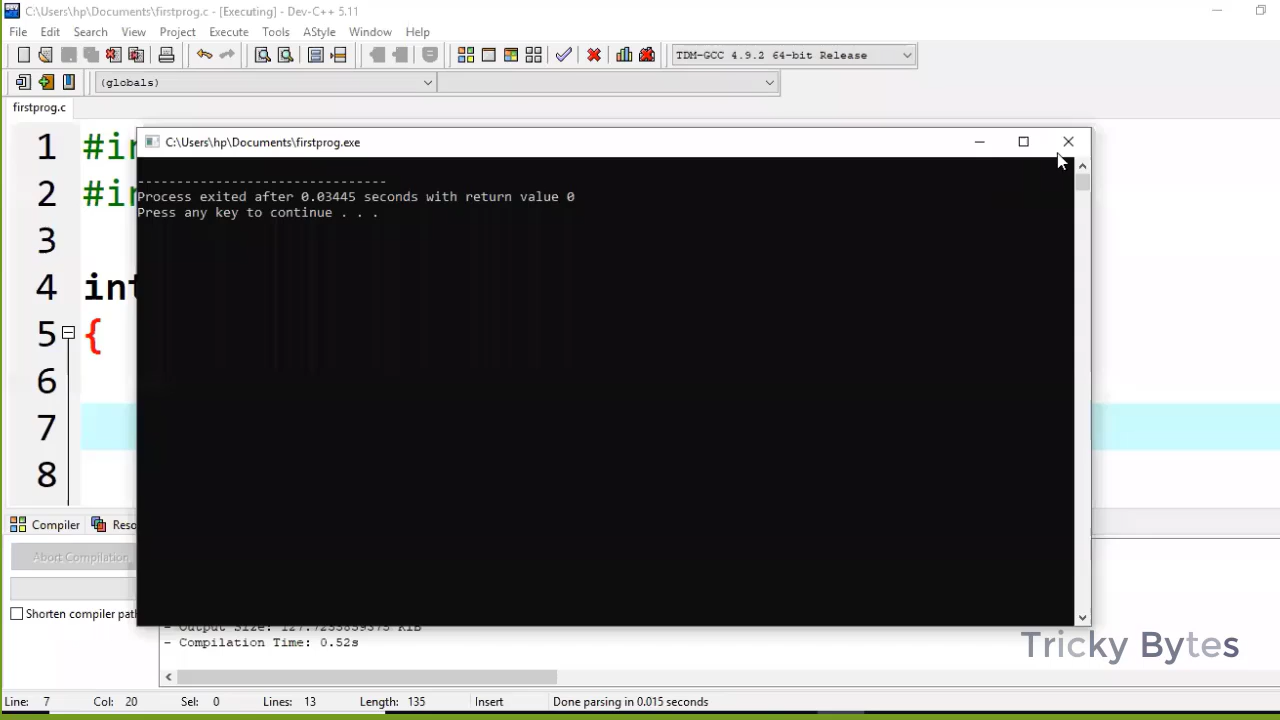 C:\Users\hp\Documents\firstprog.c - [Executing] - Dev-C++ 5.11
File Edit Search View Project Execute Tools AStyle Window Help
TDM-GCC 4.9.2 64-bit Release
(globals)
firstprog.c
1 #in
2 #in
3
4 int
5 {
6
7
8
C:\Users\hp\Documents\firstprog.exe
--------------------------------
Process exited after 0.03445 seconds with return value 0
Press any key to continue . . .
Compiler Reso
Abort Compilation
Shorten compiler path
- Compilation Time: 0.52s
Tricky Bytes
Line: 7 Col: 20 Sel: 0 Lines: 13 Length: 135 Insert Done parsing in 0.015 seconds